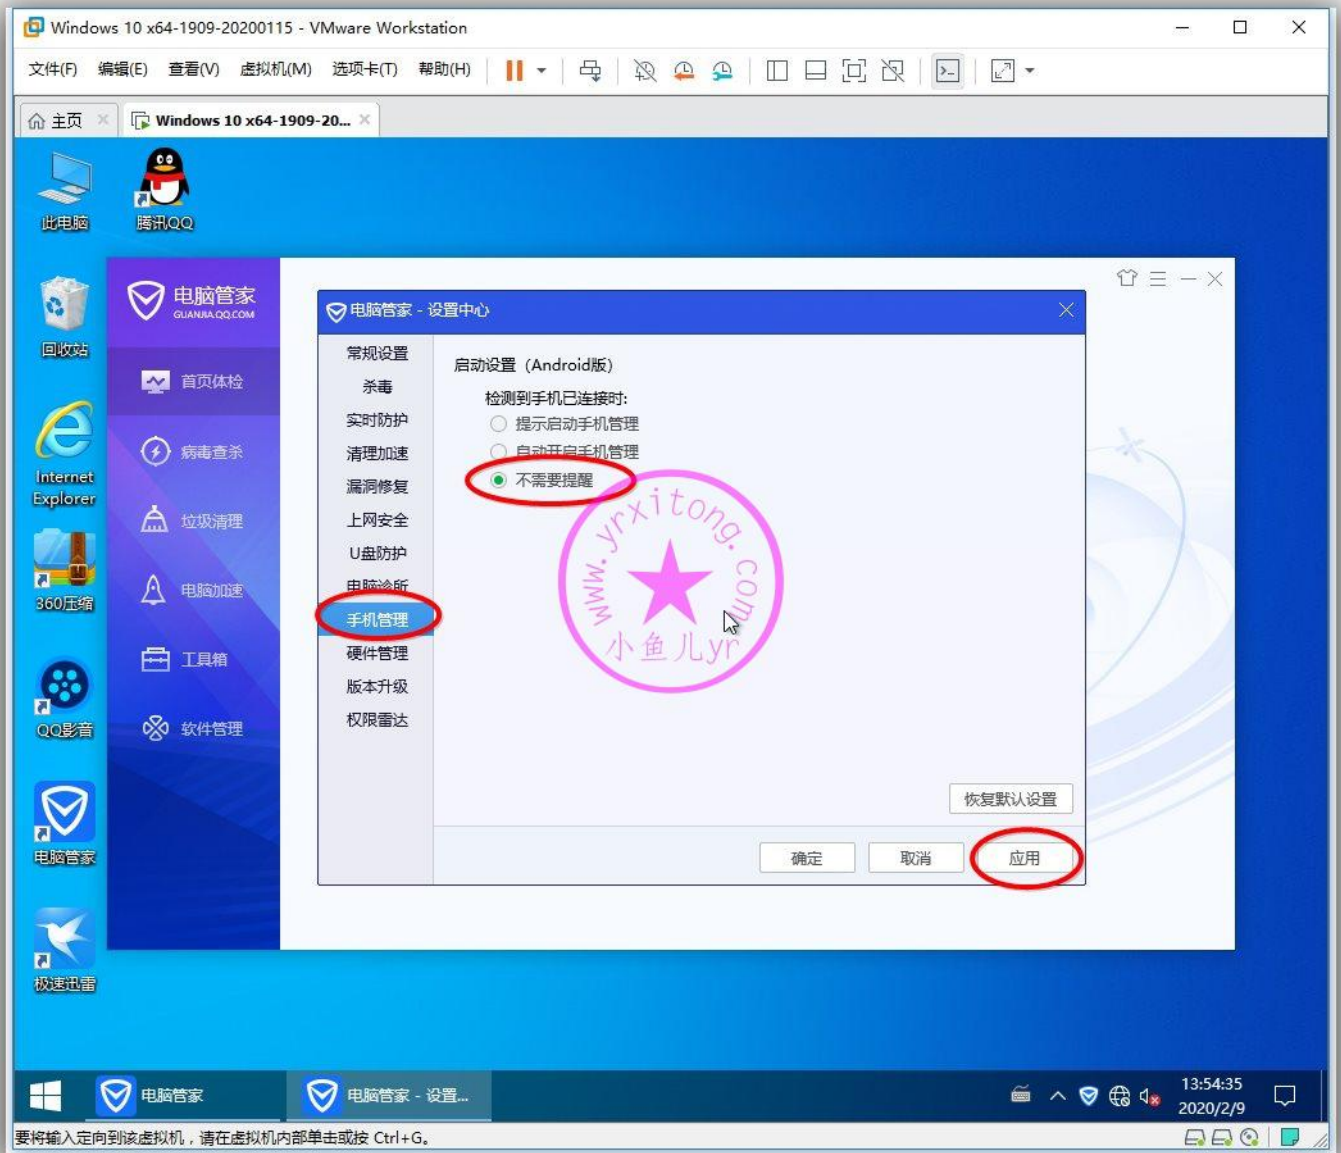 Windows 10 x64-1909-20200115 - VMware Workstation
文件(F) 编辑(E) 查看(V) 虚拟机(M) 选项卡(T) 帮助(H)
主页 Windows 10 x64-1909-20...
此电脑
腾讯QQ
回收站
Internet
Explorer
360压缩
QQ影音
电脑管家
极速迅雷
电脑管家
GUANJIA.QQ.COM
首页体检
病毒查杀
垃圾清理
电脑加速
工具箱
软件管理
电脑管家 - 设置中心
常规设置
杀毒
实时防护
清理加速
漏洞修复
上网安全
U盘防护
电脑诊所
手机管理
硬件管理
版本升级
权限雷达
启动设置（Android版）
检测到手机已连接时:
提示启动手机管理
自动开启手机管理
不需要提醒
www.yrxitong.com
小鱼儿yr
恢复默认设置
确定 取消 应用
电脑管家 电脑管家 - 设置...
13:54:35
2020/2/9
要将输入定向到该虚拟机，请在虚拟机内部单击或按 Ctrl+G。